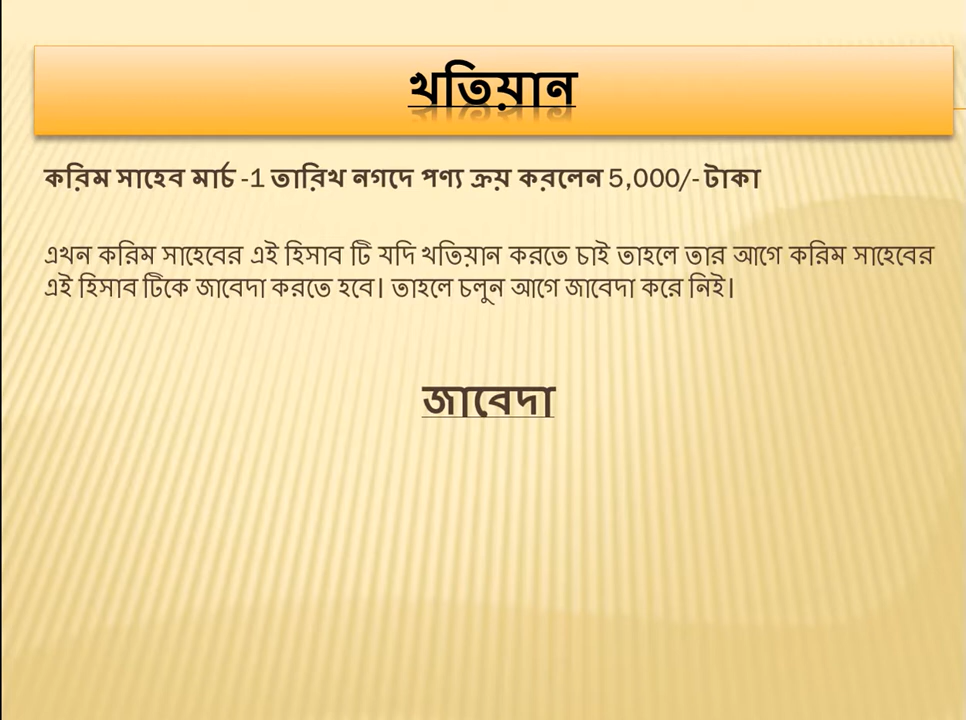 খতিয়ান
করিম সাহেব মার্চ -1 তারিখ নগদে পণ্য ক্রয় করলেন 5,000/- টাকা
এখন করিম সাহেবের এই হিসাব টি যদি খতিয়ান করতে চাই তাহলে তার আগে করিম সাহেবের
এই হিসাব টিকে জাবেদা করতে হবে। তাহলে চলুন আগে জাবেদা করে নিই।
জাবেদা